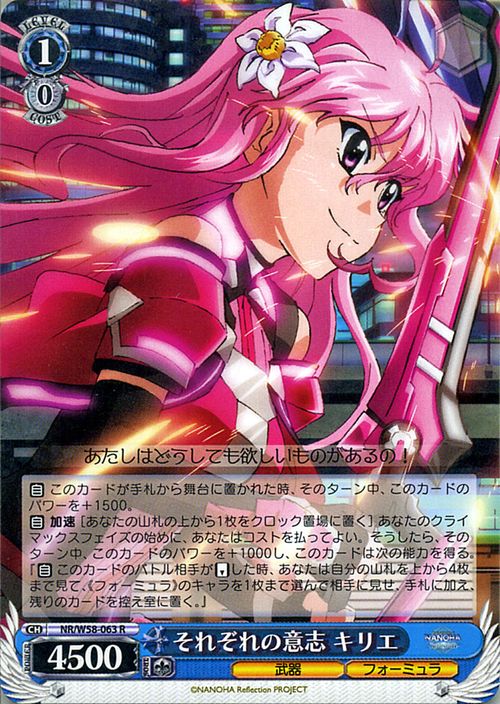 LEVEL
1
0
COST
あたしはどうしても欲しいものがあるの!
自 このカードが手札から舞台に置かれた時、そのターン中、このカードの
パワーを+1500。
自 加速 [あなたの山札の上から1枚をクロック置場に置く] あなたのクライ
マックスフェイズの始めに、あなたはコストを払ってよい。そうしたら、その
ターン中、このカードのパワーを+1000し、このカードは次の能力を得る。
『自 このカードのバトル相手が した時、あなたは自分の山札を上から4枚
まで見て、《フォーミュラ》のキャラを1枚まで選んで相手に見せ、手札に加え、
残りのカードを控え室に置く。』
CH NR/W58-063 R
POWER
4500
SOUL
それぞれの意志 キリエ
NANOHA
武器
フォーミュラ
©NANOHA Reflection PROJECT